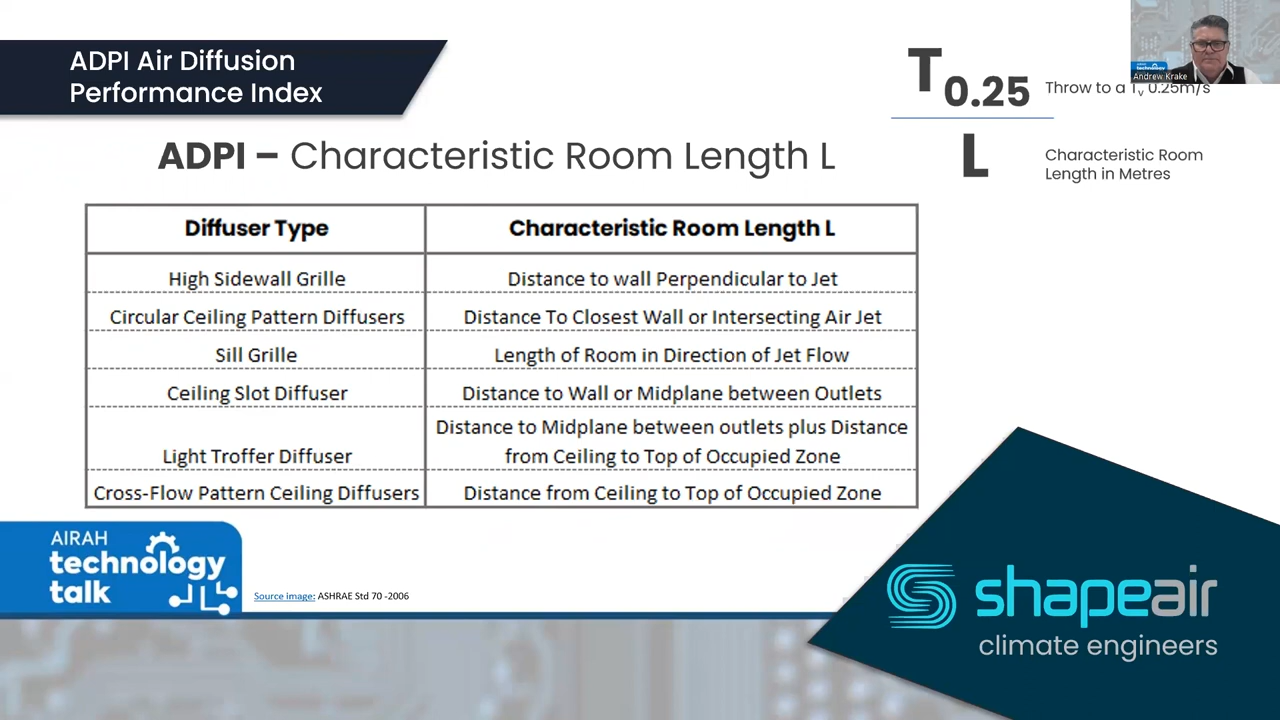 ADPI Air Diffusion
Performance Index
T0.25
Throw to a Tv 0.25m/s
L
Characteristic Room
Length in Metres
AIRAH
technology
Andrew Krake
ADPI – Characteristic Room Length L
Diffuser Type Characteristic Room Length L
High Sidewall Grille Distance to wall Perpendicular to Jet
Circular Ceiling Pattern Diffusers Distance To Closest Wall or Intersecting Air Jet
Sill Grille Length of Room in Direction of Jet Flow
Ceiling Slot Diffuser Distance to Wall or Midplane between Outlets
Light Troffer Diffuser Distance to Midplane between outlets plus Distance
from Ceiling to Top of Occupied Zone
Cross-Flow Pattern Ceiling Diffusers Distance from Ceiling to Top of Occupied Zone
AIRAH
technology
talk
Source image: ASHRAE Std 70 -2006
shapeair
climate engineers